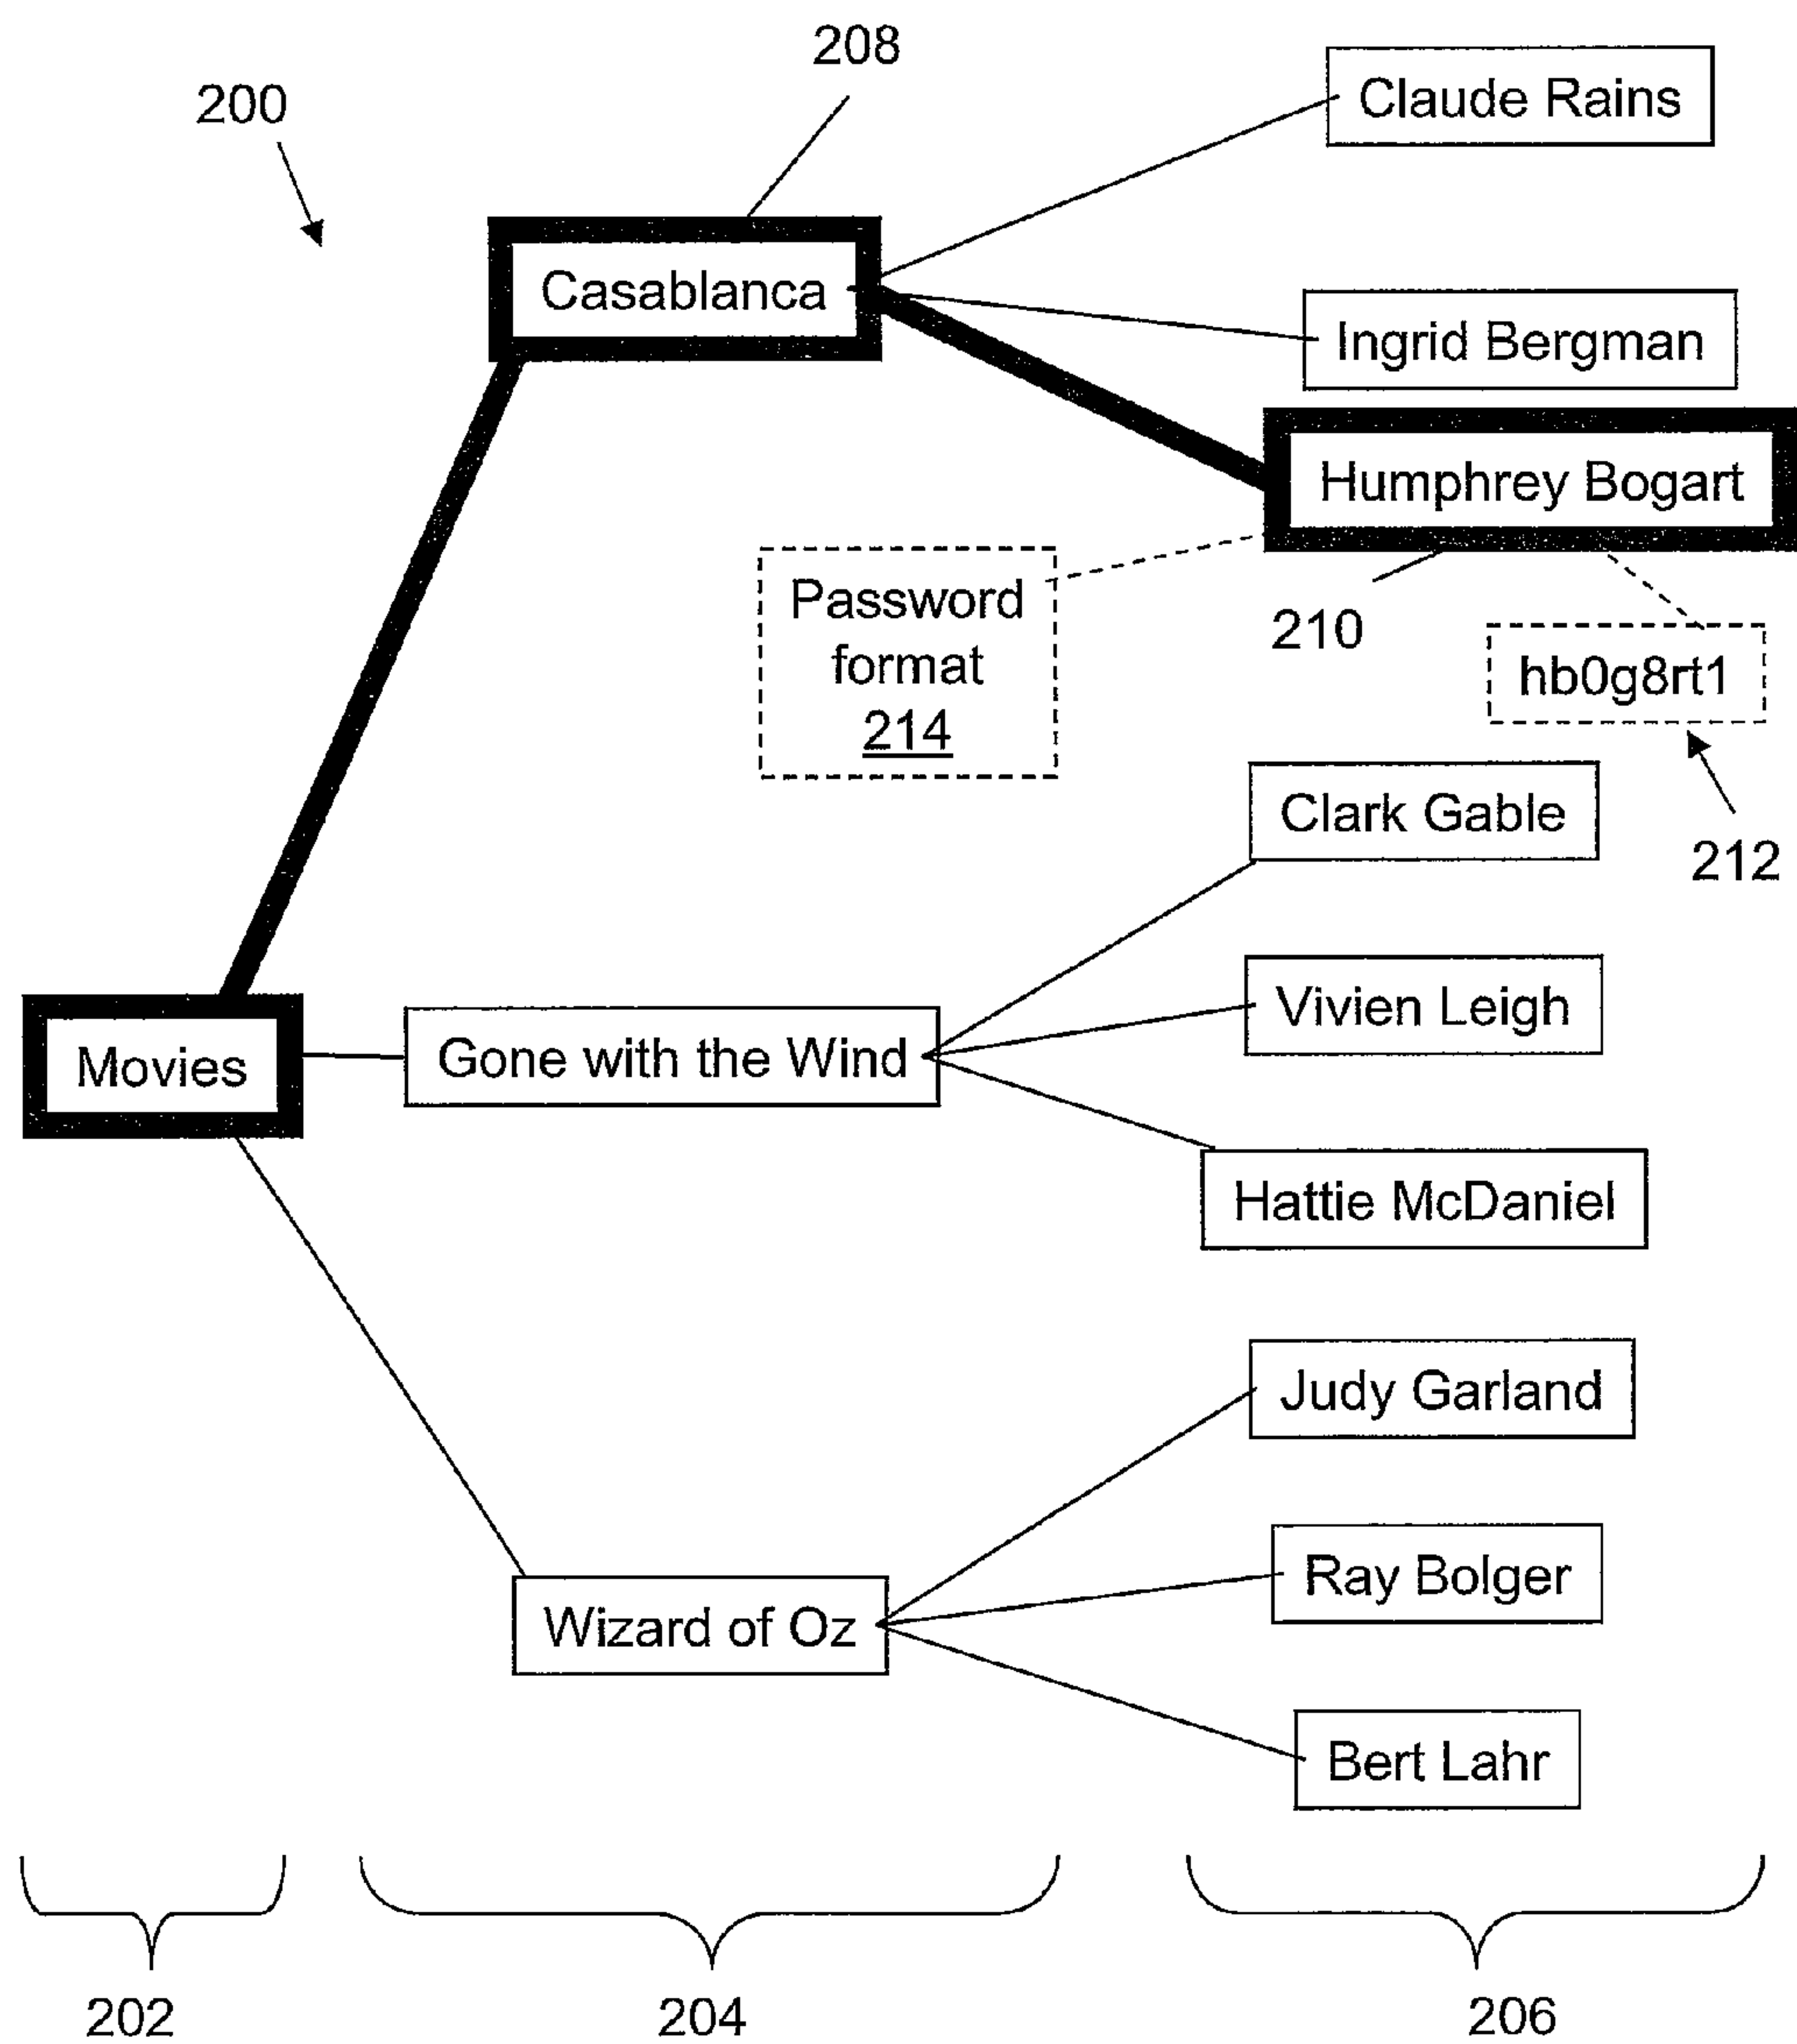 208
Claude Rains
200
Casablanca
Ingrid Bergman
Humphrey Bogart
Password
format
214
210
hb0g8rt1
212
Clark Gable
Vivien Leigh
Movies
Gone with the Wind
Hattie McDaniel
Judy Garland
Ray Bolger
Wizard of Oz
Bert Lahr
202
204
206